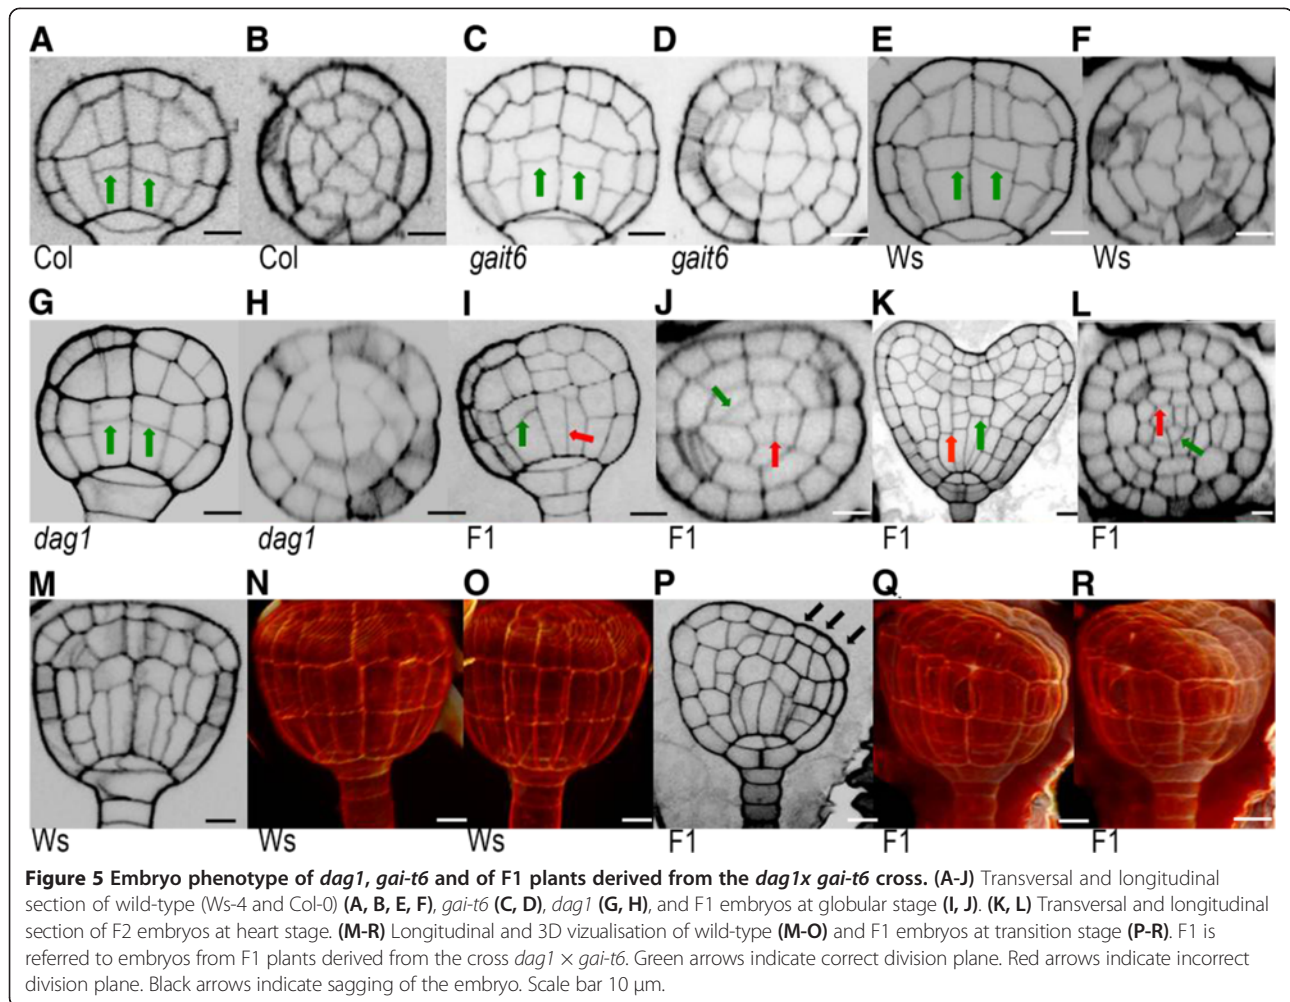 A B C D E F
Col Col gait6 gait6 Ws Ws
G H I J K L
dag1 dag1 F1 F1 F1 F1
M N O P Q R
Ws Ws Ws F1 F1 F1
Figure 5 Embryo phenotype of dag1, gai-t6 and of F1 plants derived from the dag1x gai-t6 cross. (A-J) Transversal and longitudinal
section of wild-type (Ws-4 and Col-0) (A, B, E, F), gai-t6 (C, D), dag1 (G, H), and F1 embryos at globular stage (I, J). (K, L) Transversal and longitudinal
section of F2 embryos at heart stage. (M-R) Longitudinal and 3D vizualisation of wild-type (M-O) and F1 embryos at transition stage (P-R). F1 is
referred to embryos from F1 plants derived from the cross dag1 × gai-t6. Green arrows indicate correct division plane. Red arrows indicate incorrect
division plane. Black arrows indicate sagging of the embryo. Scale bar 10 μm.